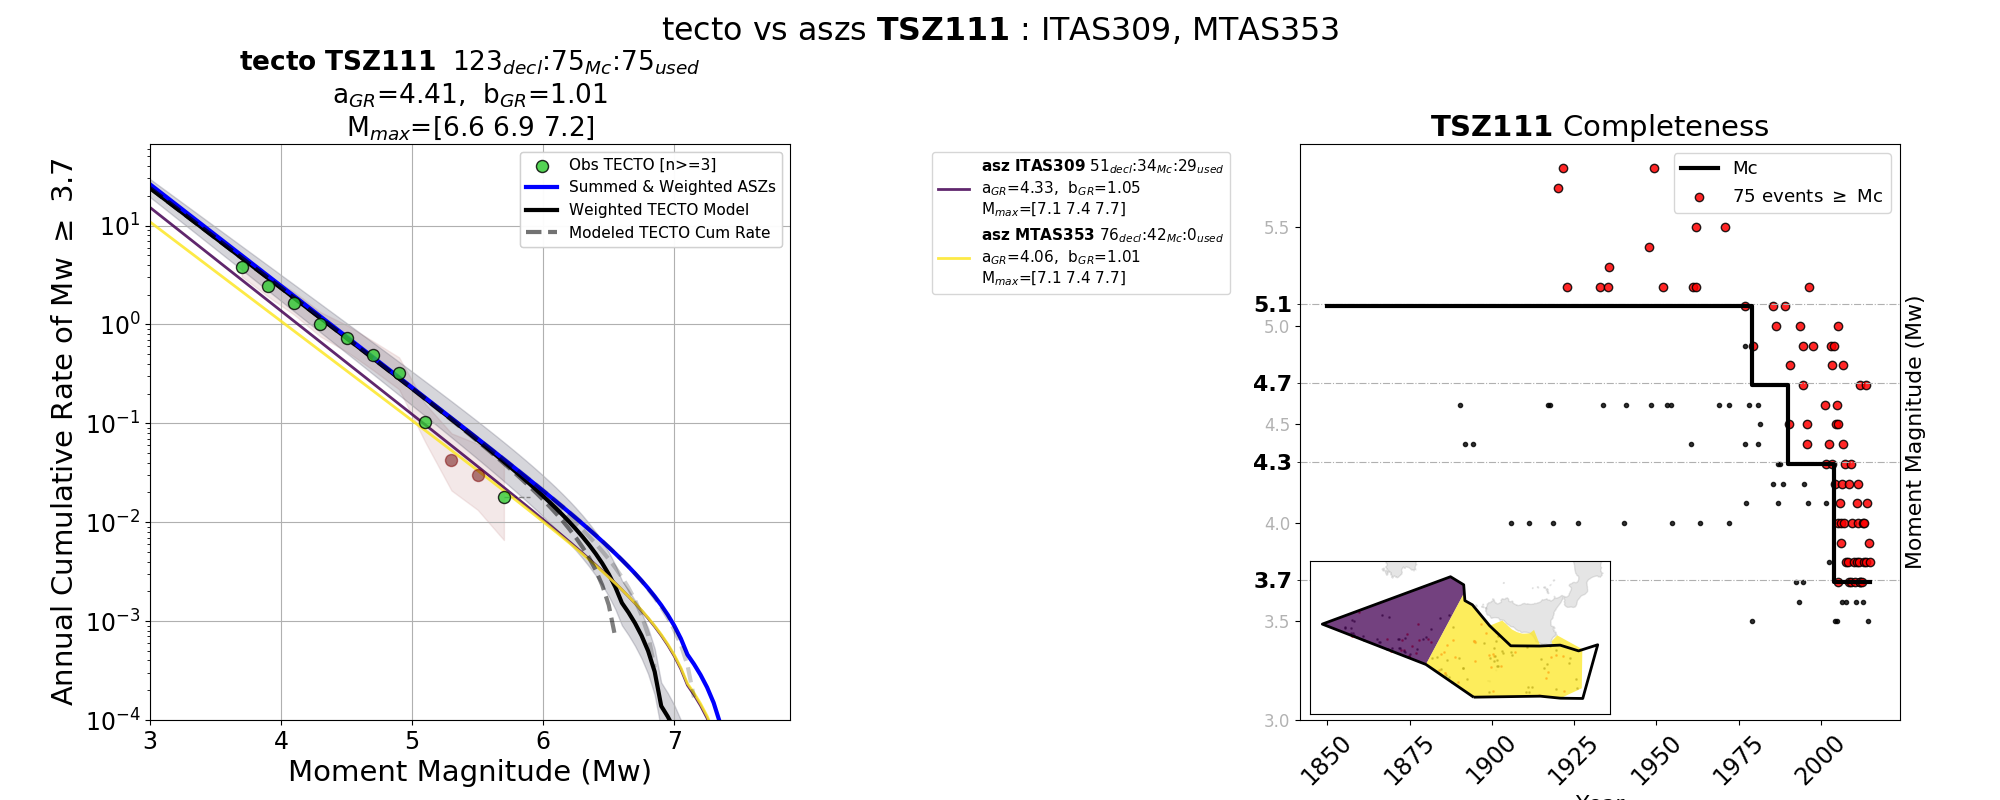 tecto vs aszs TSZ111 : ITAS309, MTAS353
tecto TSZ111 123decl:75Mc:75used
aGR=4.41, bGR=1.01
Mmax=[6.6 6.9 7.2]
Annual Cumulative Rate of Mw ≥ 3.7
10^1
10^0
10^-1
10^-2
10^-3
10^-4
3 4 5 6 7
Moment Magnitude (Mw)
Obs TECTO [n>=3]
Summed & Weighted ASZs
Weighted TECTO Model
Modeled TECTO Cum Rate
asz ITAS309 51decl:34Mc:29used
aGR=4.33, bGR=1.05
Mmax=[7.1 7.4 7.7]
asz MTAS353 76decl:42Mc:0used
aGR=4.06, bGR=1.01
Mmax=[7.1 7.4 7.7]
TSZ111 Completeness
Mc
75 events ≥ Mc
5.5
5.1
5.0
4.7
4.5
4.3
4.0
3.7
3.5
3.0
Moment Magnitude (Mw)
1850 1875 1900 1925 1950 1975 2000